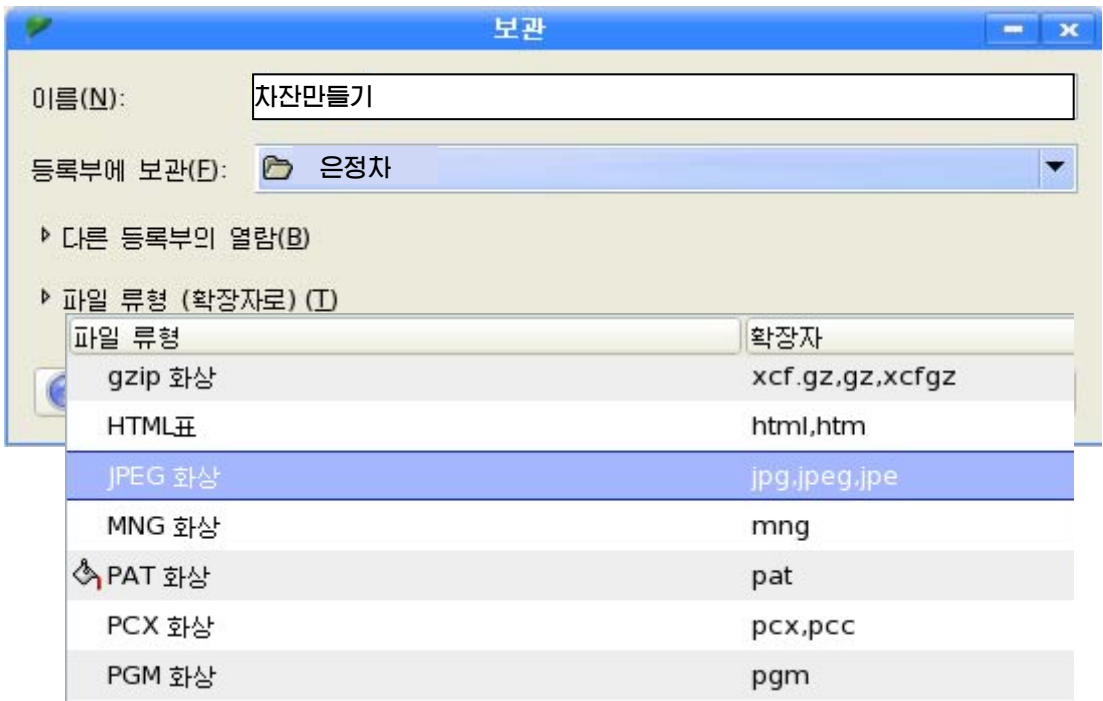 보관
이름(N): 차잔만들기
등록부에 보관(F): 은정차
다른 등록부의 열람(B)
파일 류형 (확장자로) (T)
파일 류형 확장자
gzip 화상 xcf.gz,gz,xcfgz
HTML표 html,htm
JPEG 화상 jpg,jpeg,jpe
MNG 화상 mng
PAT 화상 pat
PCX 화상 pcx,pcc
PGM 화상 pgm